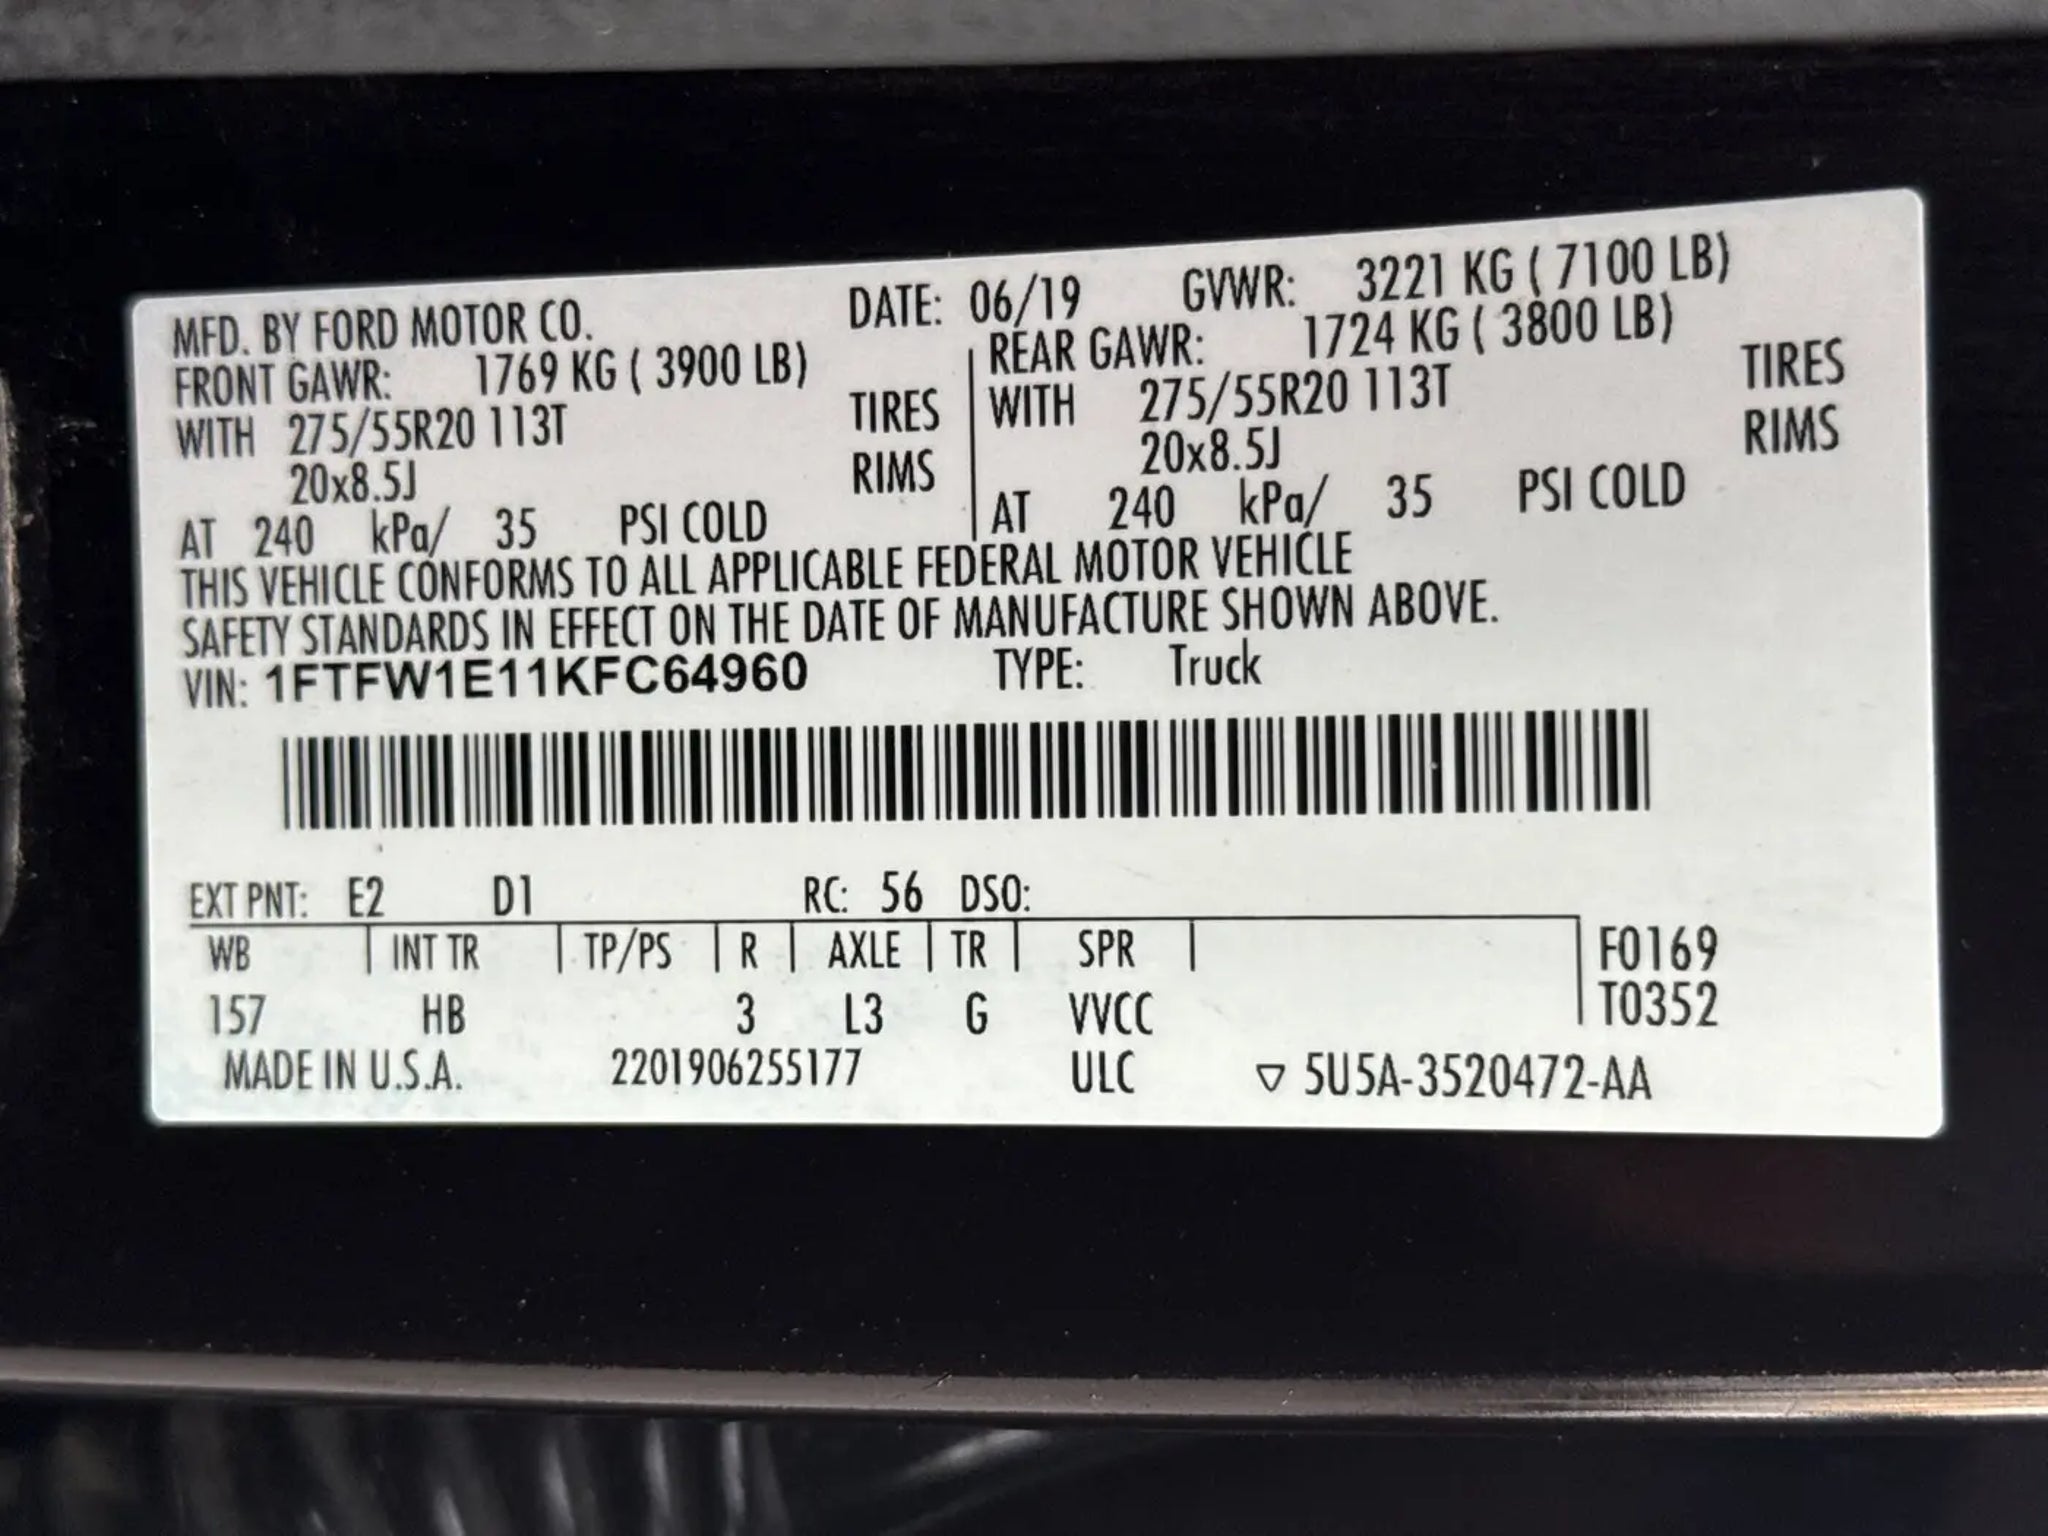 MFD. BY FORD MOTOR CO. DATE: 06/19 GVWR: 3221 KG ( 7100 LB)
FRONT GAWR: 1769 KG ( 3900 LB) REAR GAWR: 1724 KG ( 3800 LB)
WITH 275/55R20 113T TIRES WITH 275/55R20 113T TIRES
20x8.5J RIMS 20x8.5J RIMS
AT 240 kPa/ 35 PSI COLD AT 240 kPa/ 35 PSI COLD
THIS VEHICLE CONFORMS TO ALL APPLICABLE FEDERAL MOTOR VEHICLE
SAFETY STANDARDS IN EFFECT ON THE DATE OF MANUFACTURE SHOWN ABOVE.
VIN: 1FTFW1E11KFC64960 TYPE: Truck
EXT PNT: E2 D1 RC: 56 DSO:
WB | INT TR | TP/PS | R | AXLE | TR | SPR | F0169
157 HB 3 L3 G VVCC T0352
MADE IN U.S.A. 2201906255177 ULC ▽ 5U5A-3520472-AA